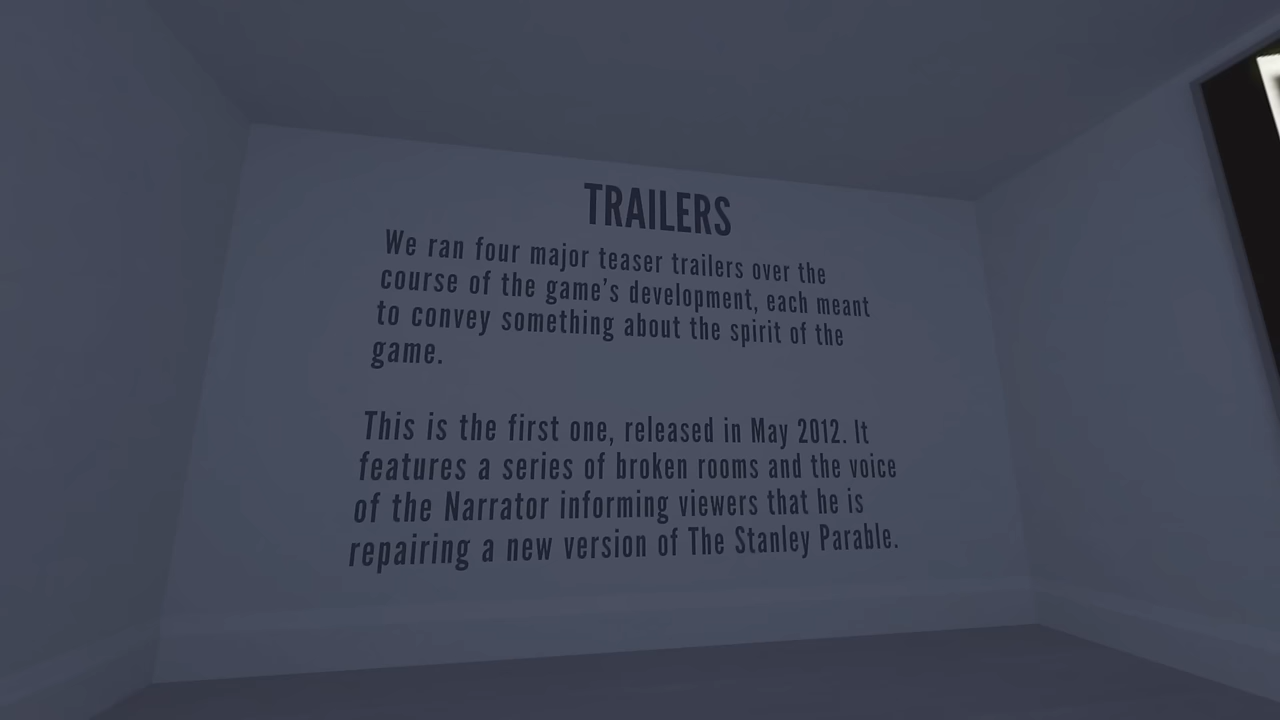 TRAILERS
We ran four major teaser trailers over the
course of the game's development, each meant
to convey something about the spirit of the
game.
This is the first one, released in May 2012. It
features a series of broken rooms and the voice
of the Narrator informing viewers that he is
repairing a new version of The Stanley Parable.